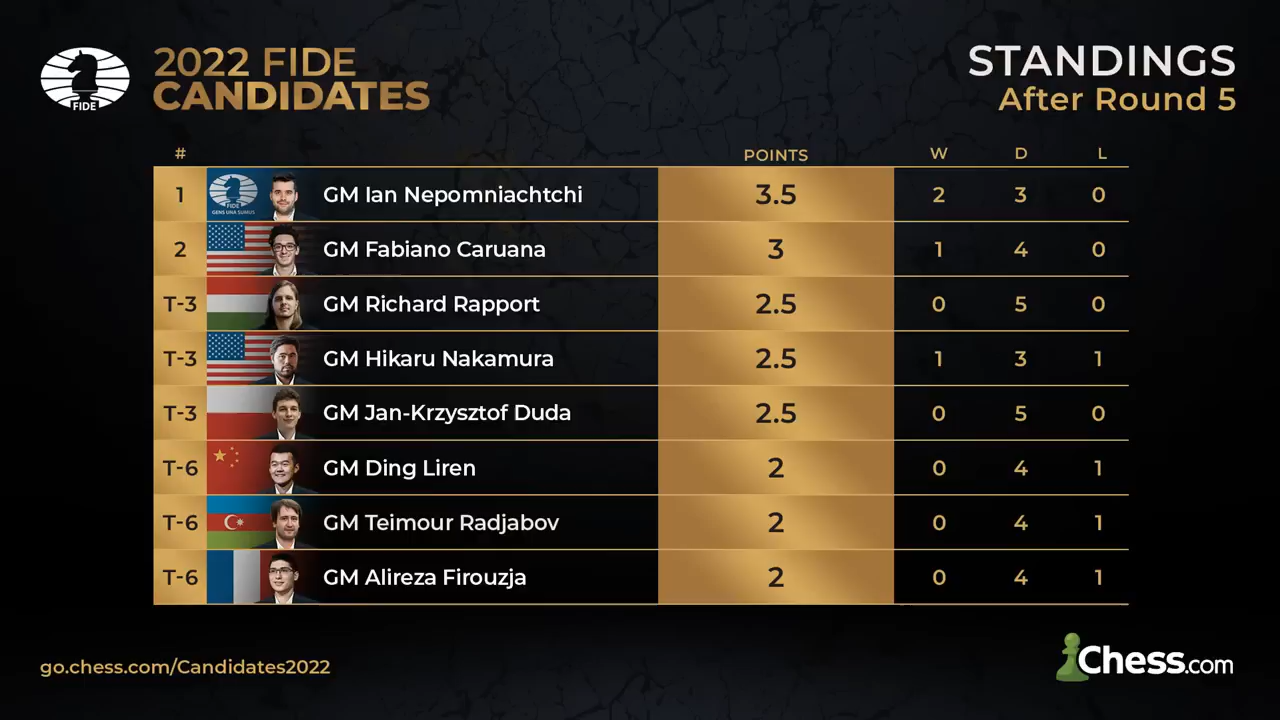 2022 FIDE
CANDIDATES
FIDE
STANDINGS
After Round 5
# POINTS W D L
1 FIDE GENS UNA SUMUS GM Ian Nepomniachtchi 3.5 2 3 0
2 GM Fabiano Caruana 3 1 4 0
T-3 GM Richard Rapport 2.5 0 5 0
T-3 GM Hikaru Nakamura 2.5 1 3 1
T-3 GM Jan-Krzysztof Duda 2.5 0 5 0
T-6 GM Ding Liren 2 0 4 1
T-6 GM Teimour Radjabov 2 0 4 1
T-6 GM Alireza Firouzja 2 0 4 1
go.chess.com/Candidates2022
Chess.com